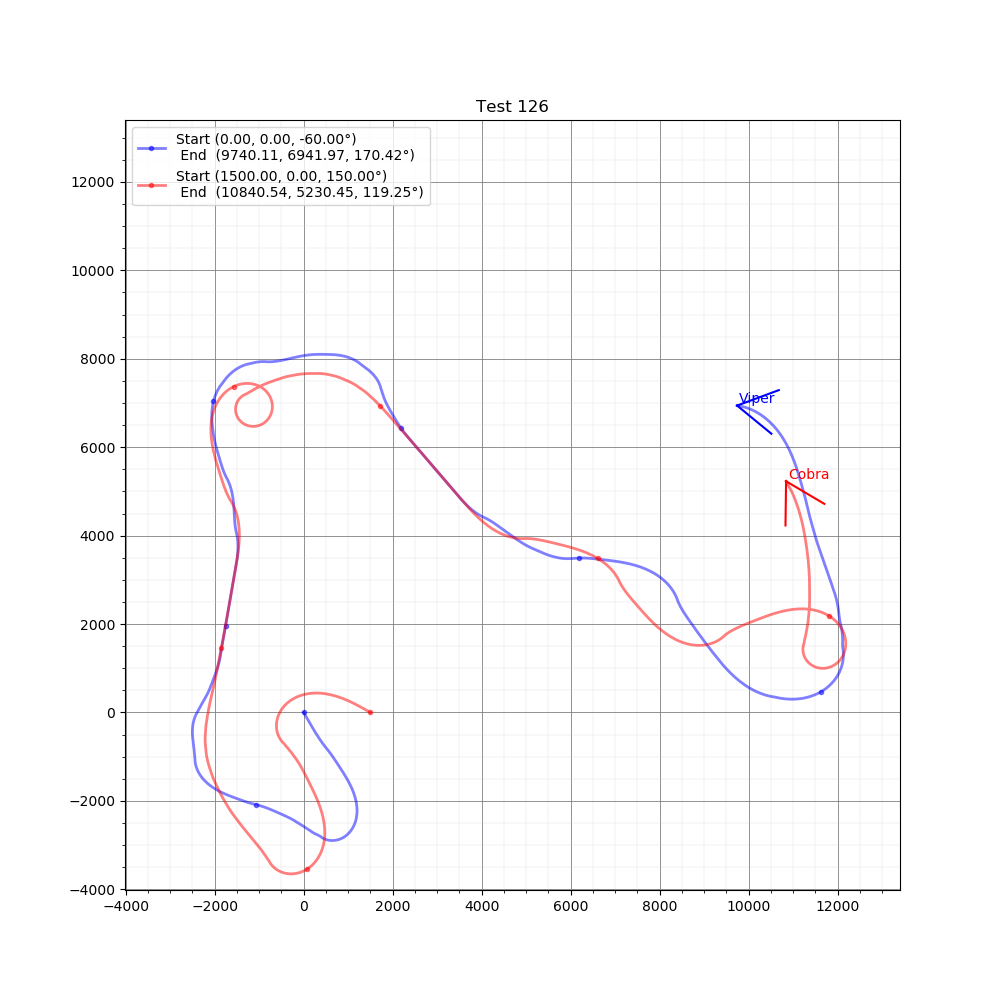 Test 126
Start (0.00, 0.00, -60.00°)
End (9740.11, 6941.97, 170.42°)
Start (1500.00, 0.00, 150.00°)
End (10840.54, 5230.45, 119.25°)
12000
10000
8000
6000
4000
2000
0
−2000
−4000
Viper
Cobra
−4000 −2000 0 2000 4000 6000 8000 10000 12000